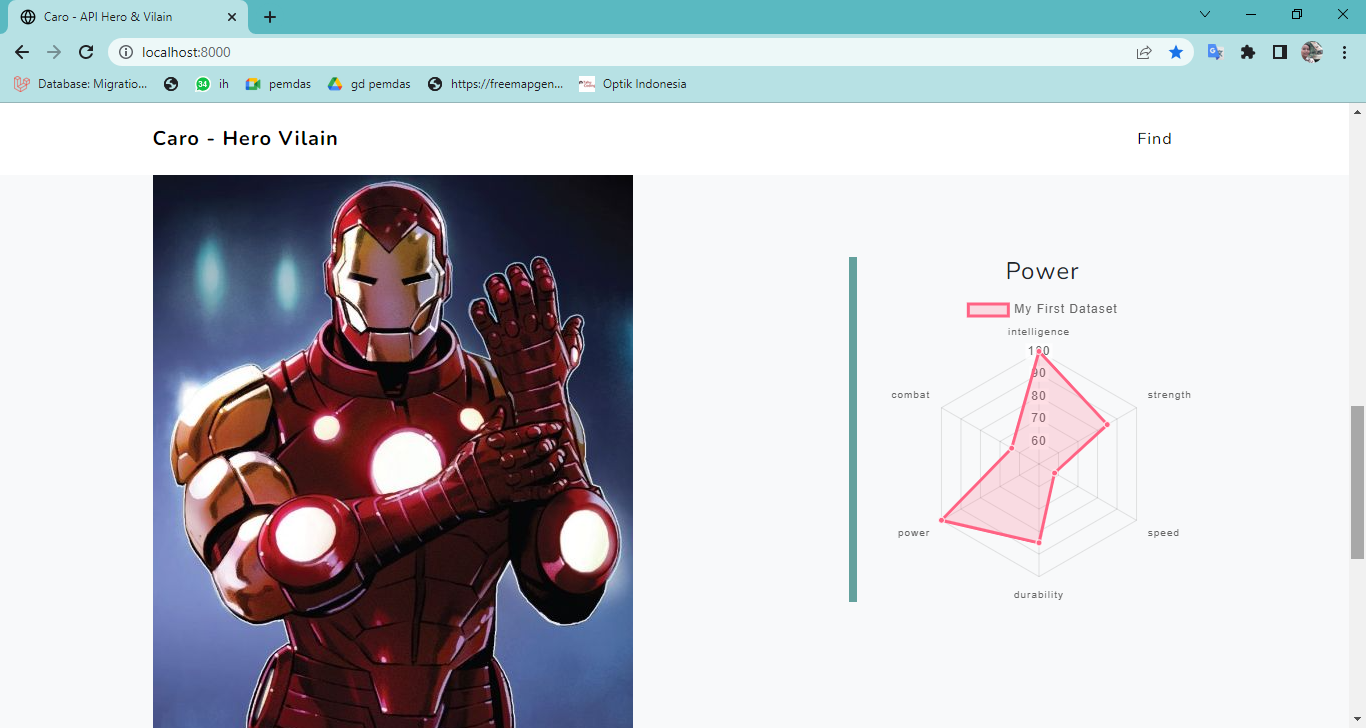 Caro - API Hero & Vilain
localhost:8000
Database: Migratio... 34 ih pemdas gd pemdas https://freemapgen... Optik Indonesia
Caro - Hero Vilain Find
Power
My First Dataset
intelligence
100
90
combat 80 strength
70
60
power speed
durability